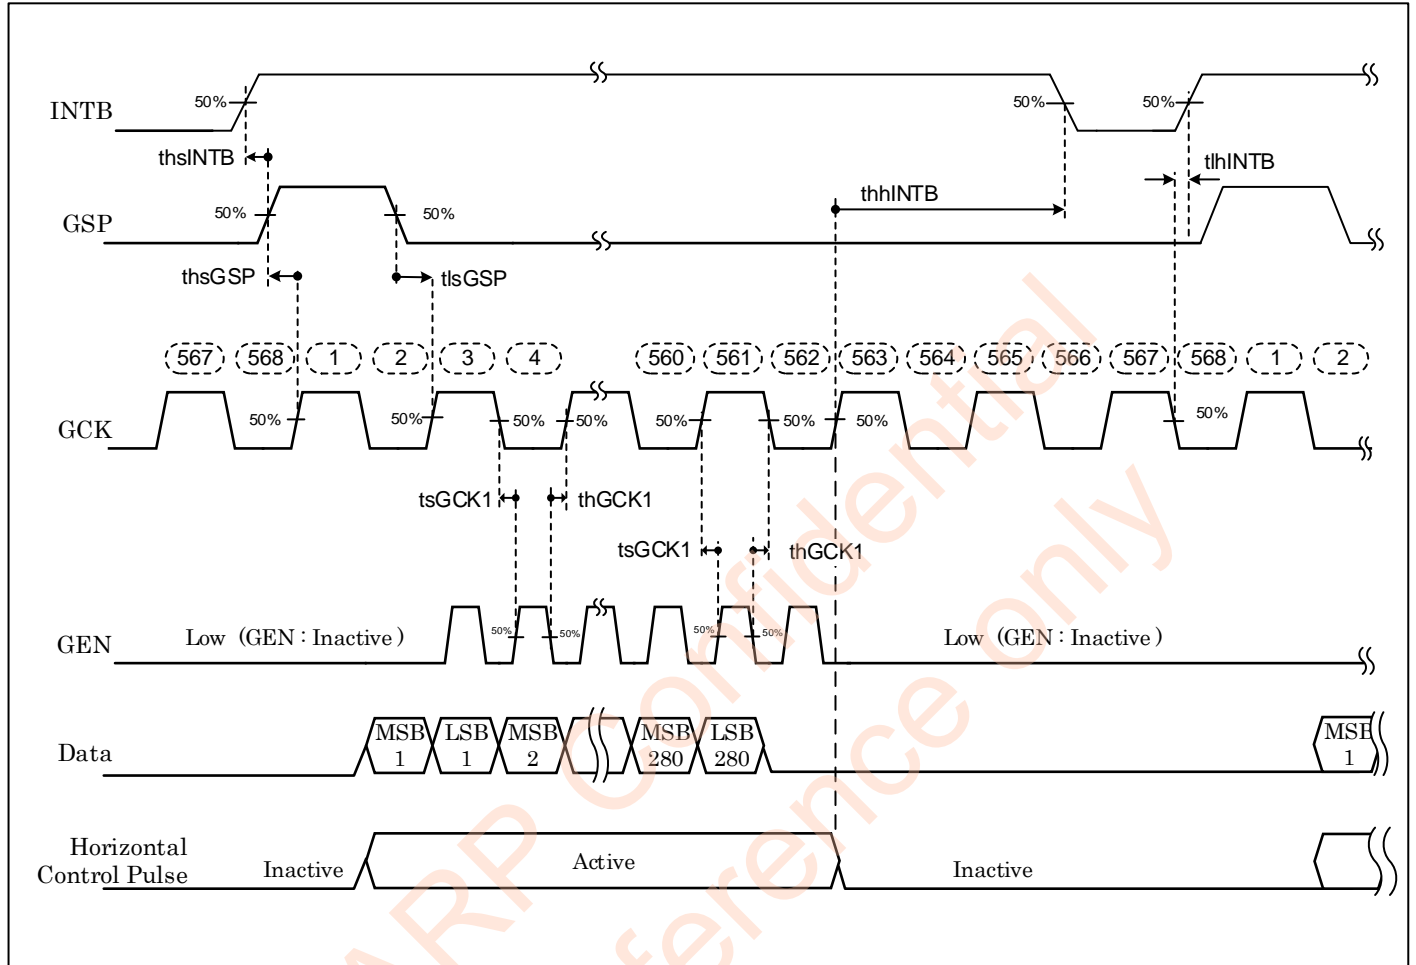 INTB
50%
50%
50%
thsINTB
tlhINTB
thhINTB
GSP
50%
50%
thsGSP
tlsGSP
567 568 1 2 3 4 560 561 562 563 564 565 566 567 568 1 2
GCK
50%
50%
50%
50%
50%
50%
50%
50%
tsGCK1
thGCK1
tsGCK1
thGCK1
GEN
Low (GEN : Inactive)
50%
50%
50%
50%
Low (GEN : Inactive)
Data
MSB
1
LSB
1
MSB
2
MSB
280
LSB
280
MSB
1
Horizontal
Control Pulse
Inactive
Active
Inactive
ARP Confidential
ference only